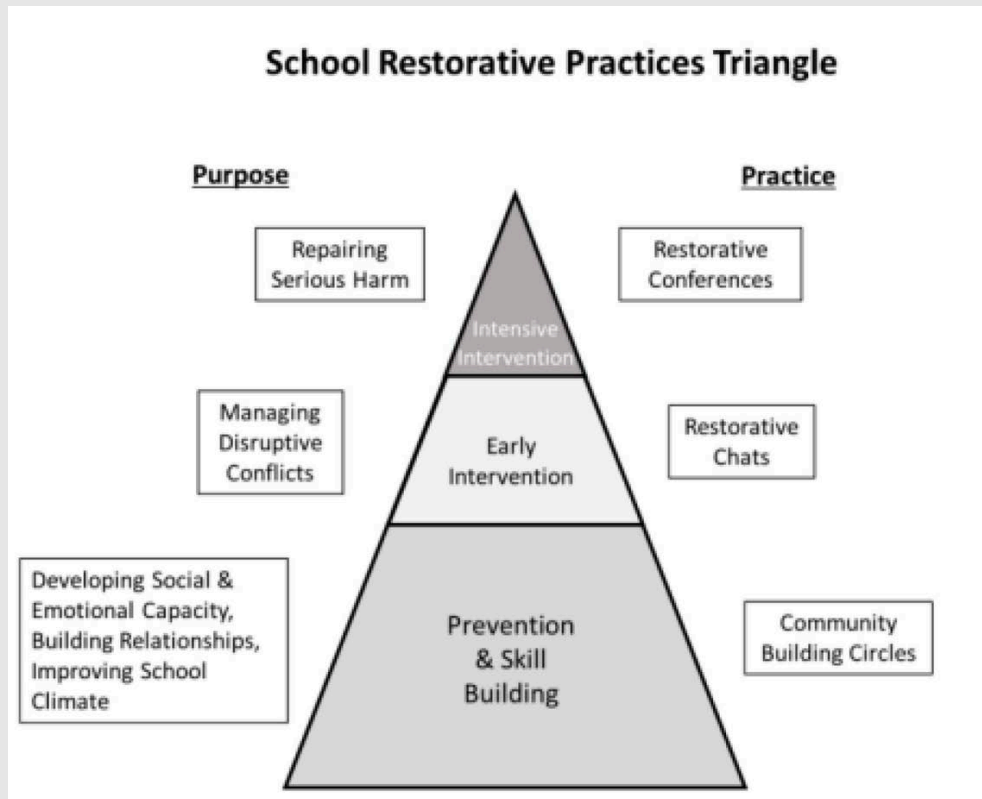 School Restorative Practices Triangle
Purpose
Practice
Repairing
Serious Harm
Intensive
Intervention
Restorative
Conferences
Managing
Disruptive
Conflicts
Early
Intervention
Restorative
Chats
Developing Social &
Emotional Capacity,
Building Relationships,
Improving School
Climate
Prevention
& Skill
Building
Community
Building Circles